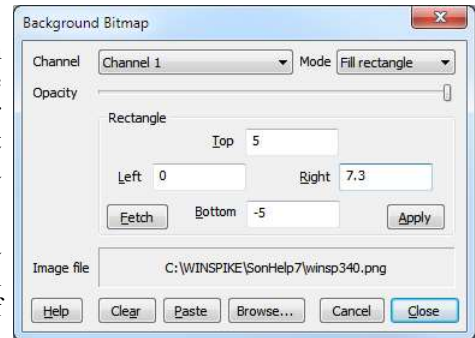 Background Bitmap
Channel Channel 1 Mode Fill rectangle
Opacity
Rectangle
Top 5
Left 0 Right 7.3
Fetch Bottom -5 Apply
Image file C:\WINSPIKE\SonHelp7\winsp340.png
Help Clear Paste Browse... Cancel Close